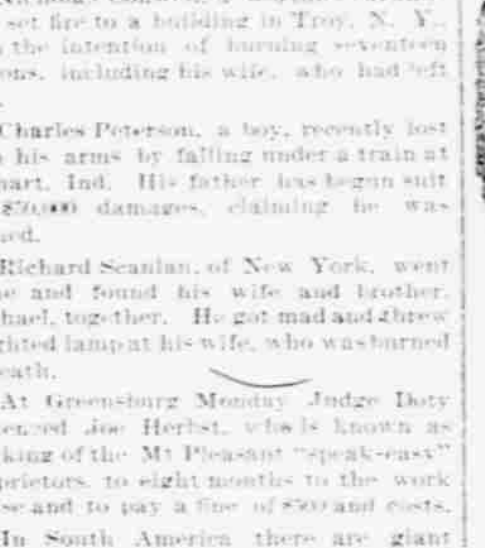 set fire to a building in Troy, N. Y.,
the intention of burning seventeen
ons, including his wife, who had left
Charles Peterson, a boy, recently lost
his arms by falling under a train at
hart, Ind. His father has begun suit
damages, claiming he was
ned.
Richard Scanlan, of New York, went
e and found his wife and brother,
hael, together. He got mad and threw
ghted lamp at his wife, who was burned
eath.
At Greensburg Monday Judge Doty
enced Joe Herbst, who is known as
king of the Mt Pleasant "speak-easy"
prietors, to eight months to the work
se and to pay a fine of $500 and costs.
In South America there are giant